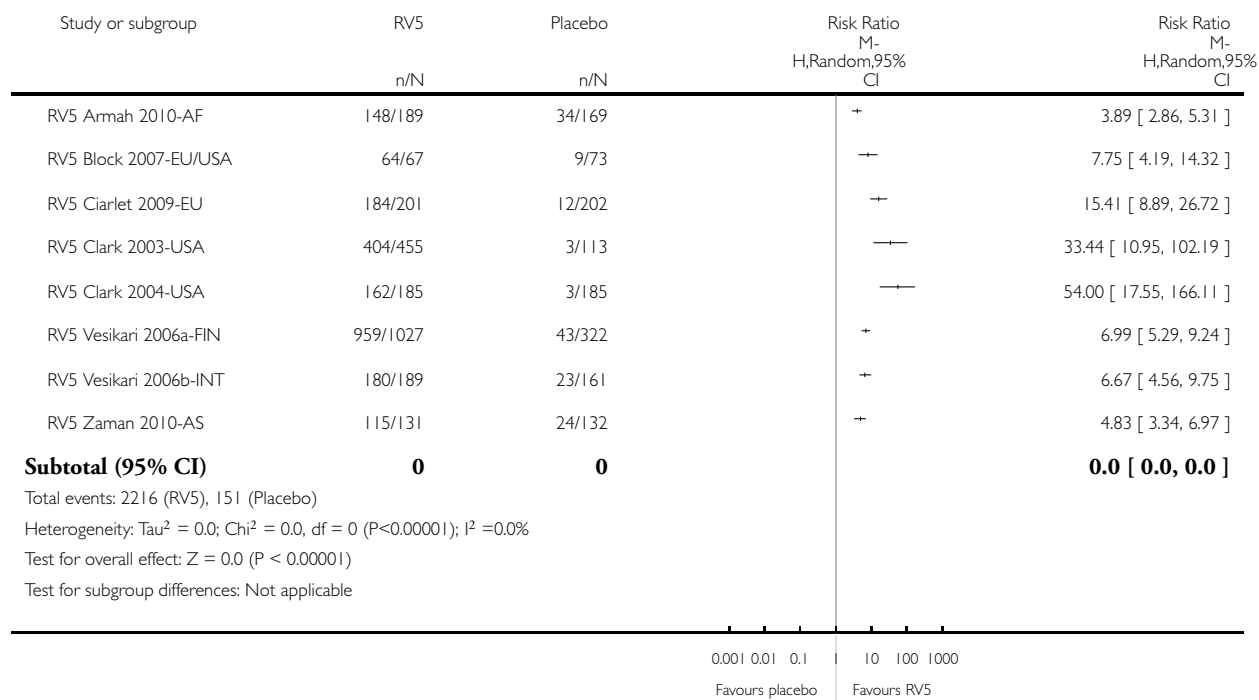 Study or subgroup RV5 Placebo Risk Ratio Risk Ratio
M- M-
H,Random,95% H,Random,95%
n/N n/N CI CI
RV5 Armah 2010-AF 148/189 34/169 3.89 [ 2.86, 5.31 ]
RV5 Block 2007-EU/USA 64/67 9/73 7.75 [ 4.19, 14.32 ]
RV5 Ciarlet 2009-EU 184/201 12/202 15.41 [ 8.89, 26.72 ]
RV5 Clark 2003-USA 404/455 3/113 33.44 [ 10.95, 102.19 ]
RV5 Clark 2004-USA 162/185 3/185 54.00 [ 17.55, 166.11 ]
RV5 Vesikari 2006a-FIN 959/1027 43/322 6.99 [ 5.29, 9.24 ]
RV5 Vesikari 2006b-INT 180/189 23/161 6.67 [ 4.56, 9.75 ]
RV5 Zaman 2010-AS 115/131 24/132 4.83 [ 3.34, 6.97 ]
Subtotal (95% CI) 0 0 0.0 [ 0.0, 0.0 ]
Total events: 2216 (RV5), 151 (Placebo)
Heterogeneity: Tau² = 0.0; Chi² = 0.0, df = 0 (P<0.00001); I² =0.0%
Test for overall effect: Z = 0.0 (P < 0.00001)
Test for subgroup differences: Not applicable
0.001 0.01 0.1 1 10 100 1000
Favours placebo Favours RV5